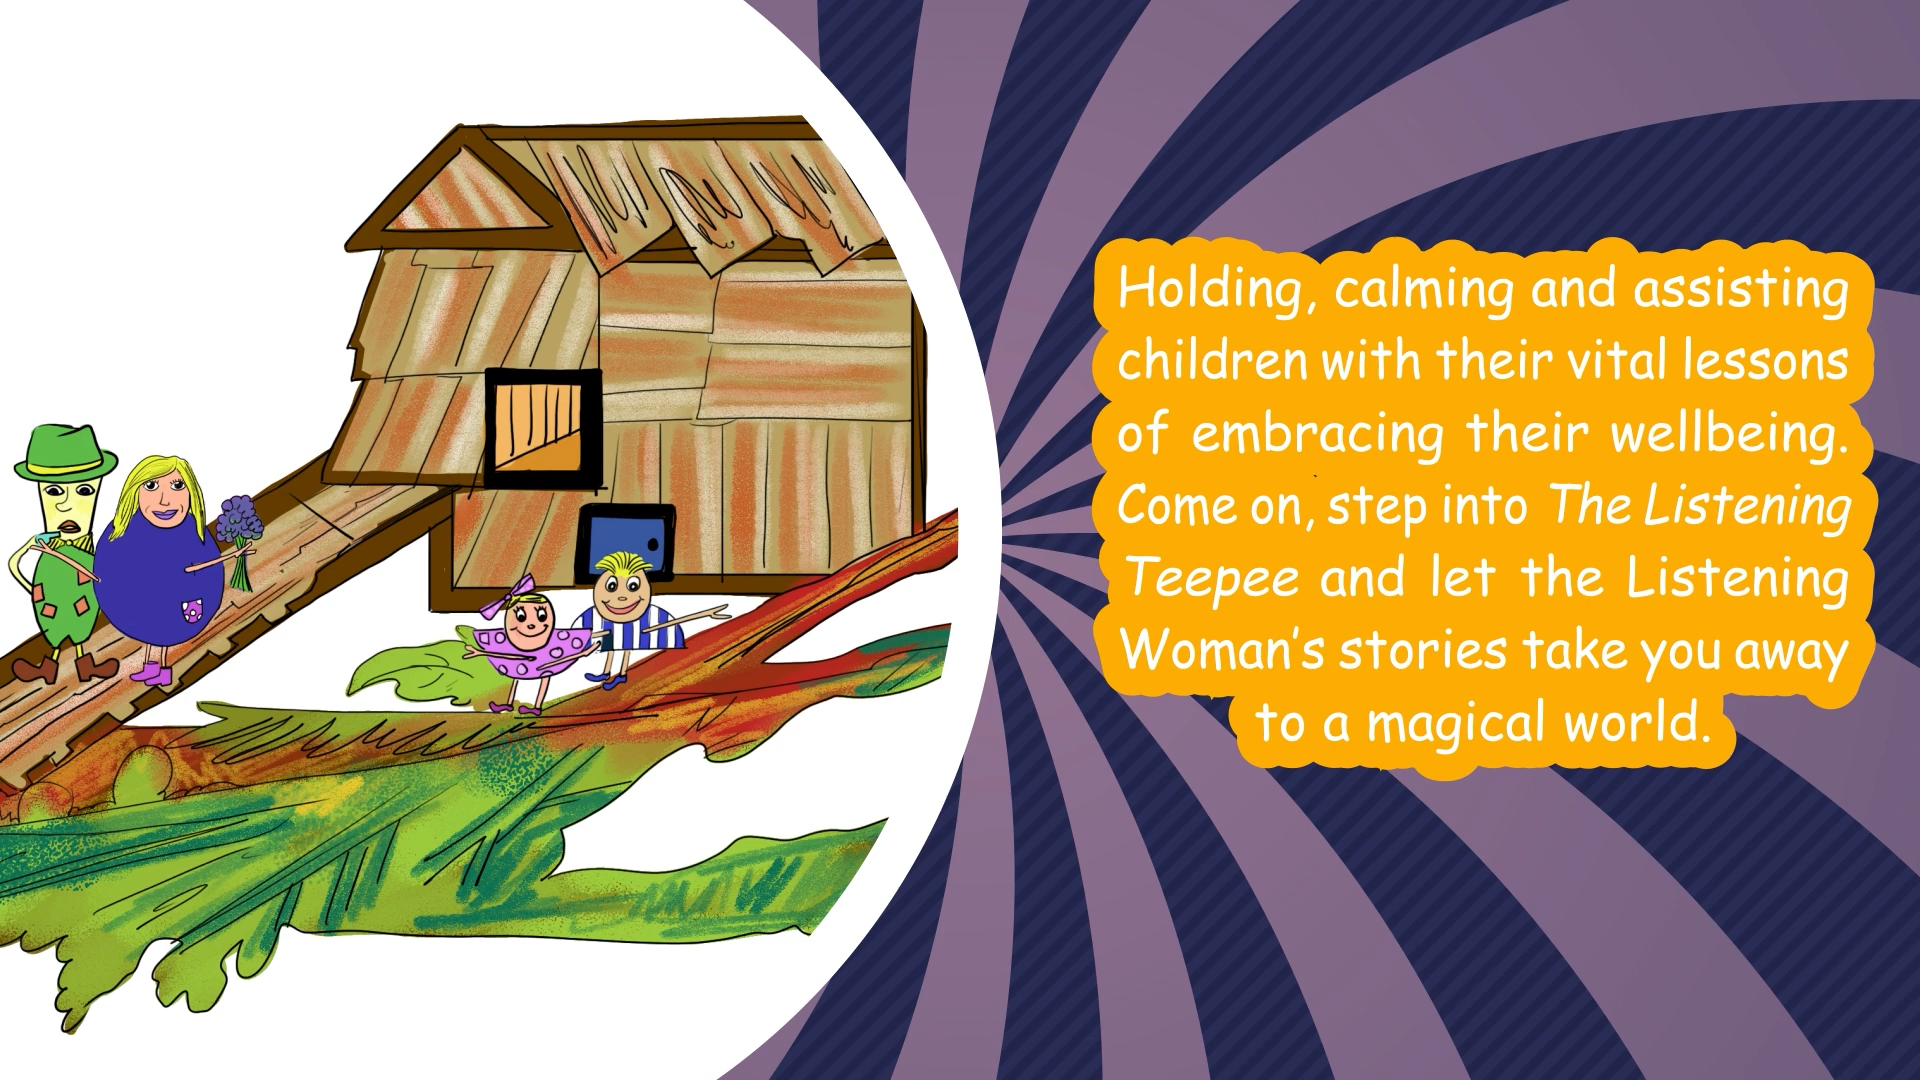 Holding, calming and assisting
children with their vital lessons
of embracing their wellbeing.
Come on, step into The Listening
Teepee and let the Listening
Woman's stories take you away
to a magical world.